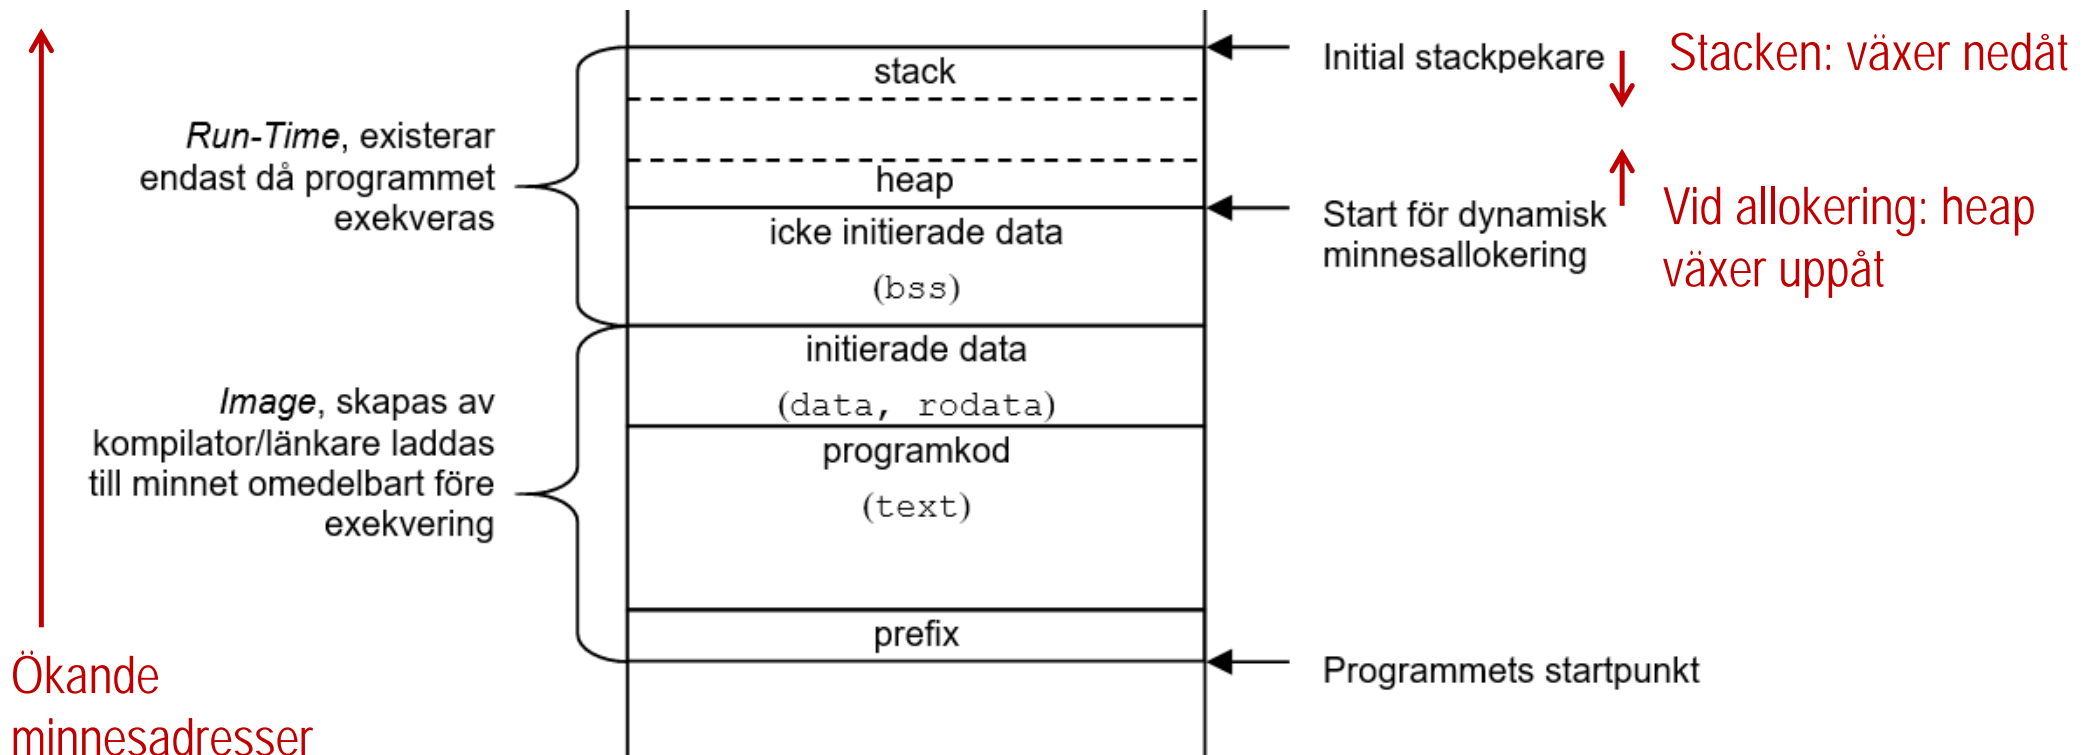 Initial stackpekare
Stacken: växer nedåt
stack
Run-Time, existerar
endast då programmet
exekveras
heap
Start för dynamisk
minnesallokering
Vid allokering: heap
växer uppåt
icke initierade data
(bss)
initierade data
(data, rodata)
Image, skapas av
kompilator/länkare laddas
till minnet omedelbart före
exekvering
programkod
(text)
prefix
Programmets startpunkt
Ökande
minnesadresser